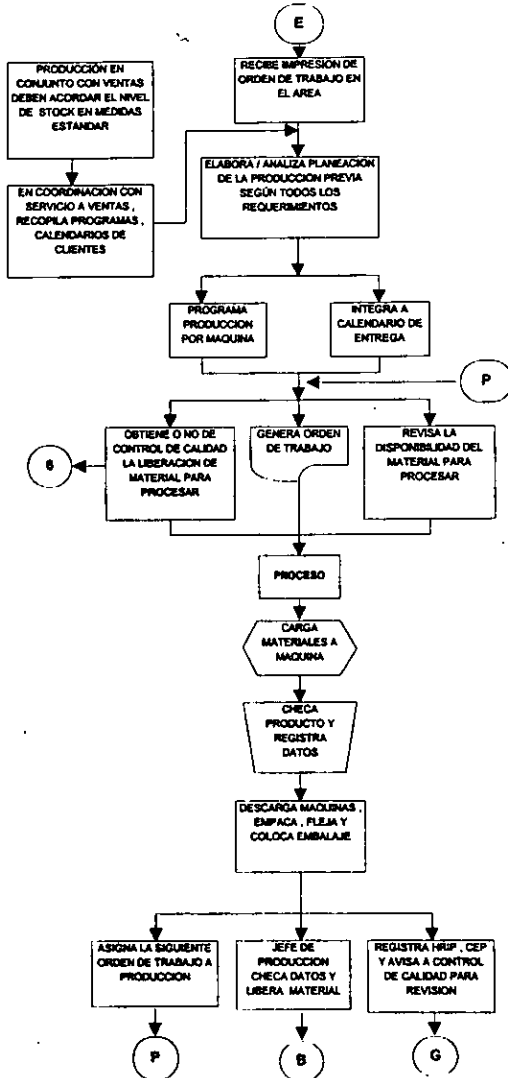 E
RECIBE IMPRESIÓN DE
ORDEN DE TRABAJO EN
EL AREA
PRODUCCIÓN EN
CONJUNTO CON VENTAS
DEBEN ACORDAR EL NIVEL
DE STOCK EN MEDIDAS
ESTANDAR
ELABORA / ANALIZA PLANEACIÓN
DE LA PRODUCCION PREVIA
SEGÚN TODOS LOS
REQUERIMIENTOS
EN COORDINACION CON
SERVICIO A VENTAS ,
RECOPILA PROGRAMAS ,
CALENDARIOS DE
CLIENTES
PROGRAMA
PRODUCCION
POR MAQUINA
INTEGRA A
CALENDARIO DE
ENTREGA
P
OBTIENE O NO DE
CONTROL DE CALIDAD
LA LIBERACION DE
MATERIAL PARA
PROCESAR
GENERA ORDEN
DE TRABAJO
REVISA LA
DISPONIBILIDAD DEL
MATERIAL PARA
PROCESAR
6
PROCESO
CARGA
MATERIALES A
MAQUINA
CHECA
PRODUCTO Y
REGISTRA
DATOS
DESCARGA MAQUINAS ,
EMPACA , FLEJA Y
COLOCA EMBALAJE
ASIGNA LA SIGUIENTE
ORDEN DE TRABAJO A
PRODUCCION
JEFE DE
PRODUCCION
CHECA DATOS Y
LIBERA MATERIAL
REGISTRA HRIP , CEP
Y AVISA A CONTROL
DE CALIDAD PARA
REVISION
P
G